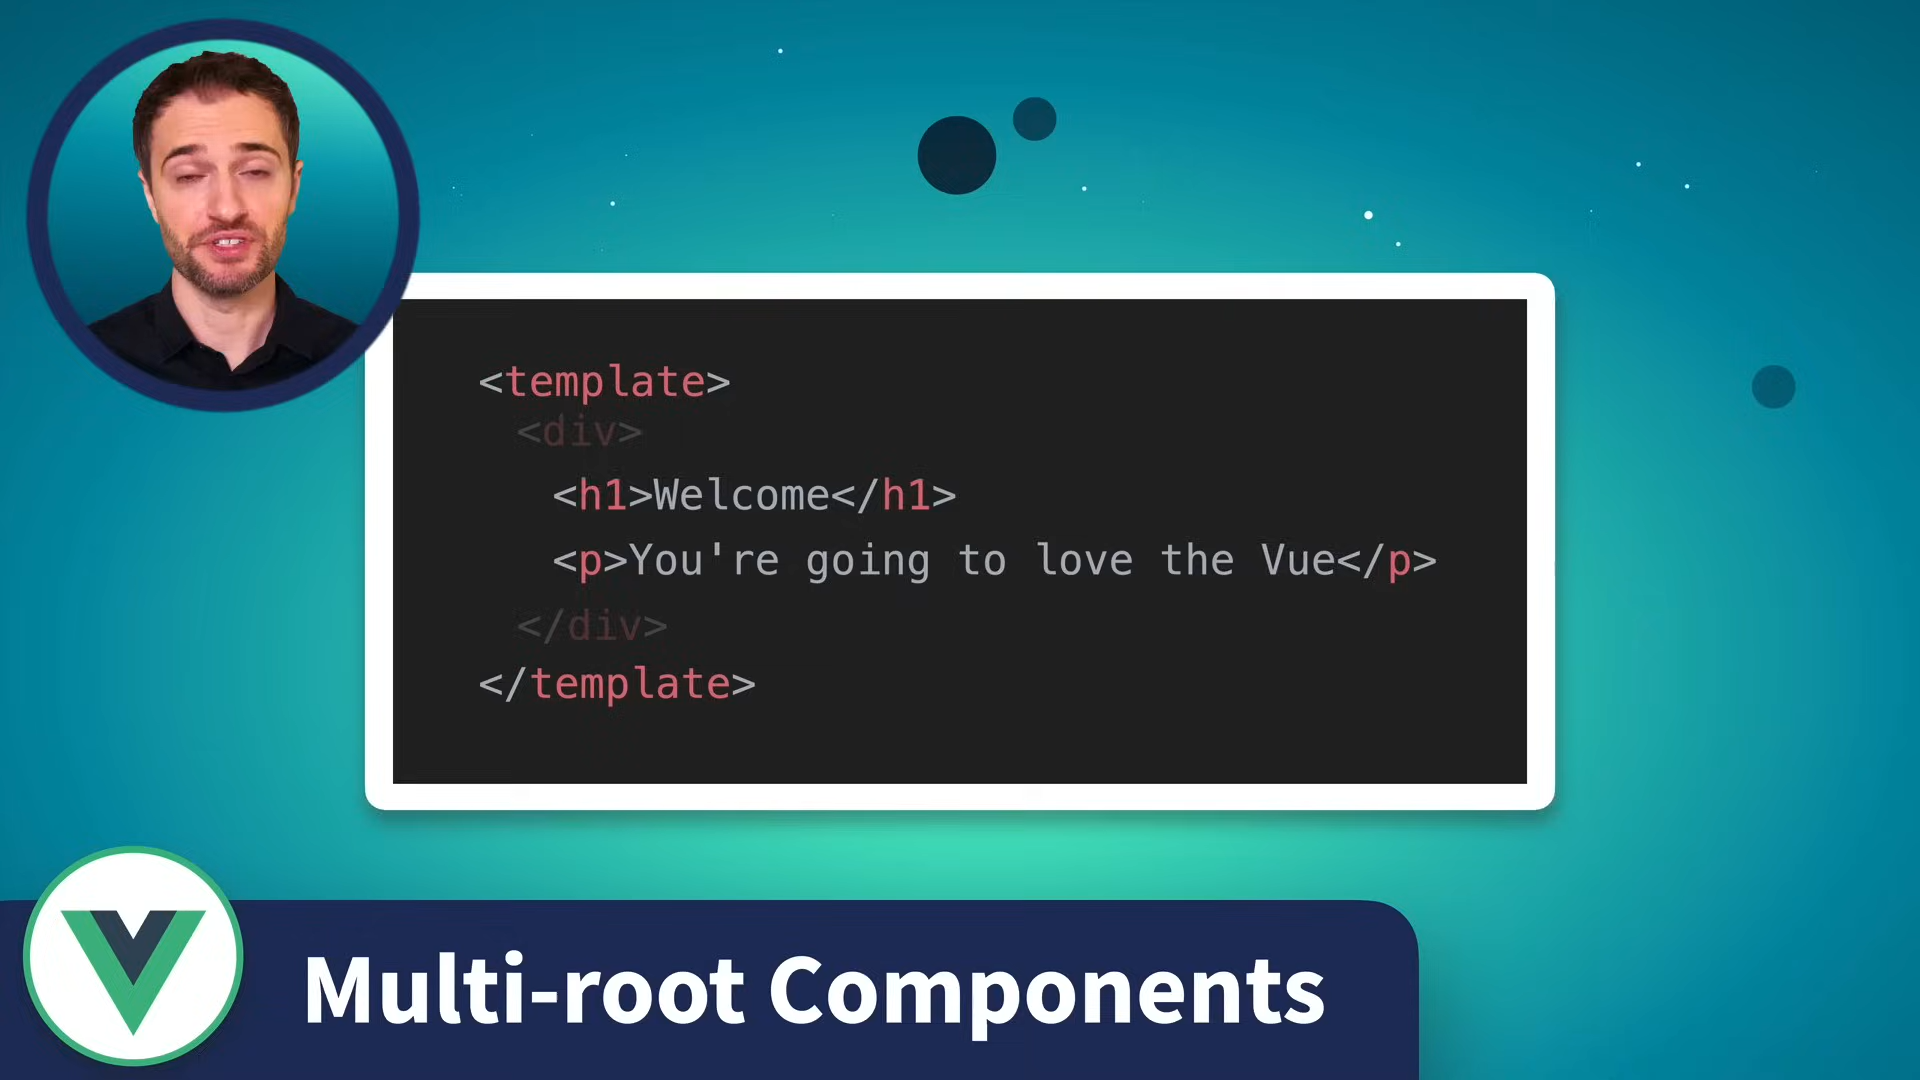 <template>
<div>
<h1>Welcome</h1>
<p>You're going to love the Vue</p>
</div>
</template>
Multi-root Components